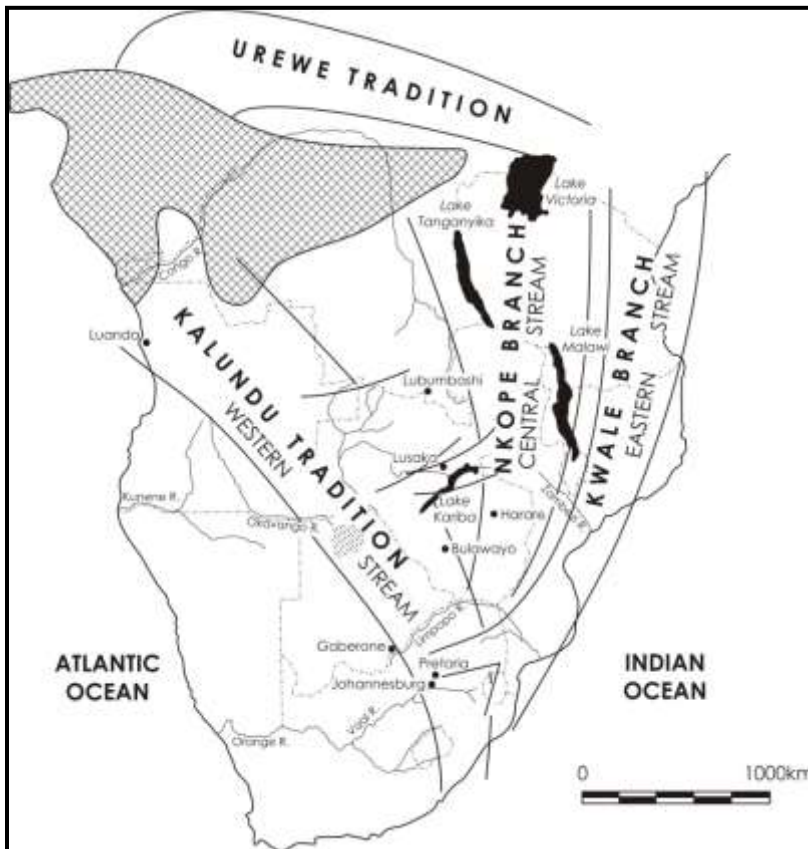 UREWE TRADITION
Lake
Victoria
Lake
Tanganyika
Congo R.
NKOPE BRANCH
CENTRAL STREAM
KWALE BRANCH
EASTERN STREAM
Luanda
KALUNDU TRADITION
WESTERN STREAM
Lake
Malawi
Lubumbashi
Lusaka
Kunene R.
Okavango R.
Lake
Kariba
Harare
Zambezi R.
Bulawayo
Limpopo R.
Gaberone
Pretoria
Johannesburg
ATLANTIC
OCEAN
INDIAN
OCEAN
Vaal R.
Orange R.
0 1000km